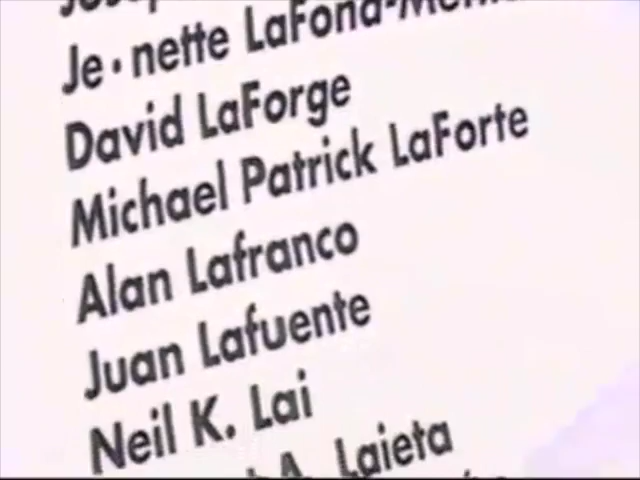 Je·nette LaFond-
David LaForge
Michael Patrick LaForte
Alan Lafranco
Juan Lafuente
Neil K. Lai
A. Laieta